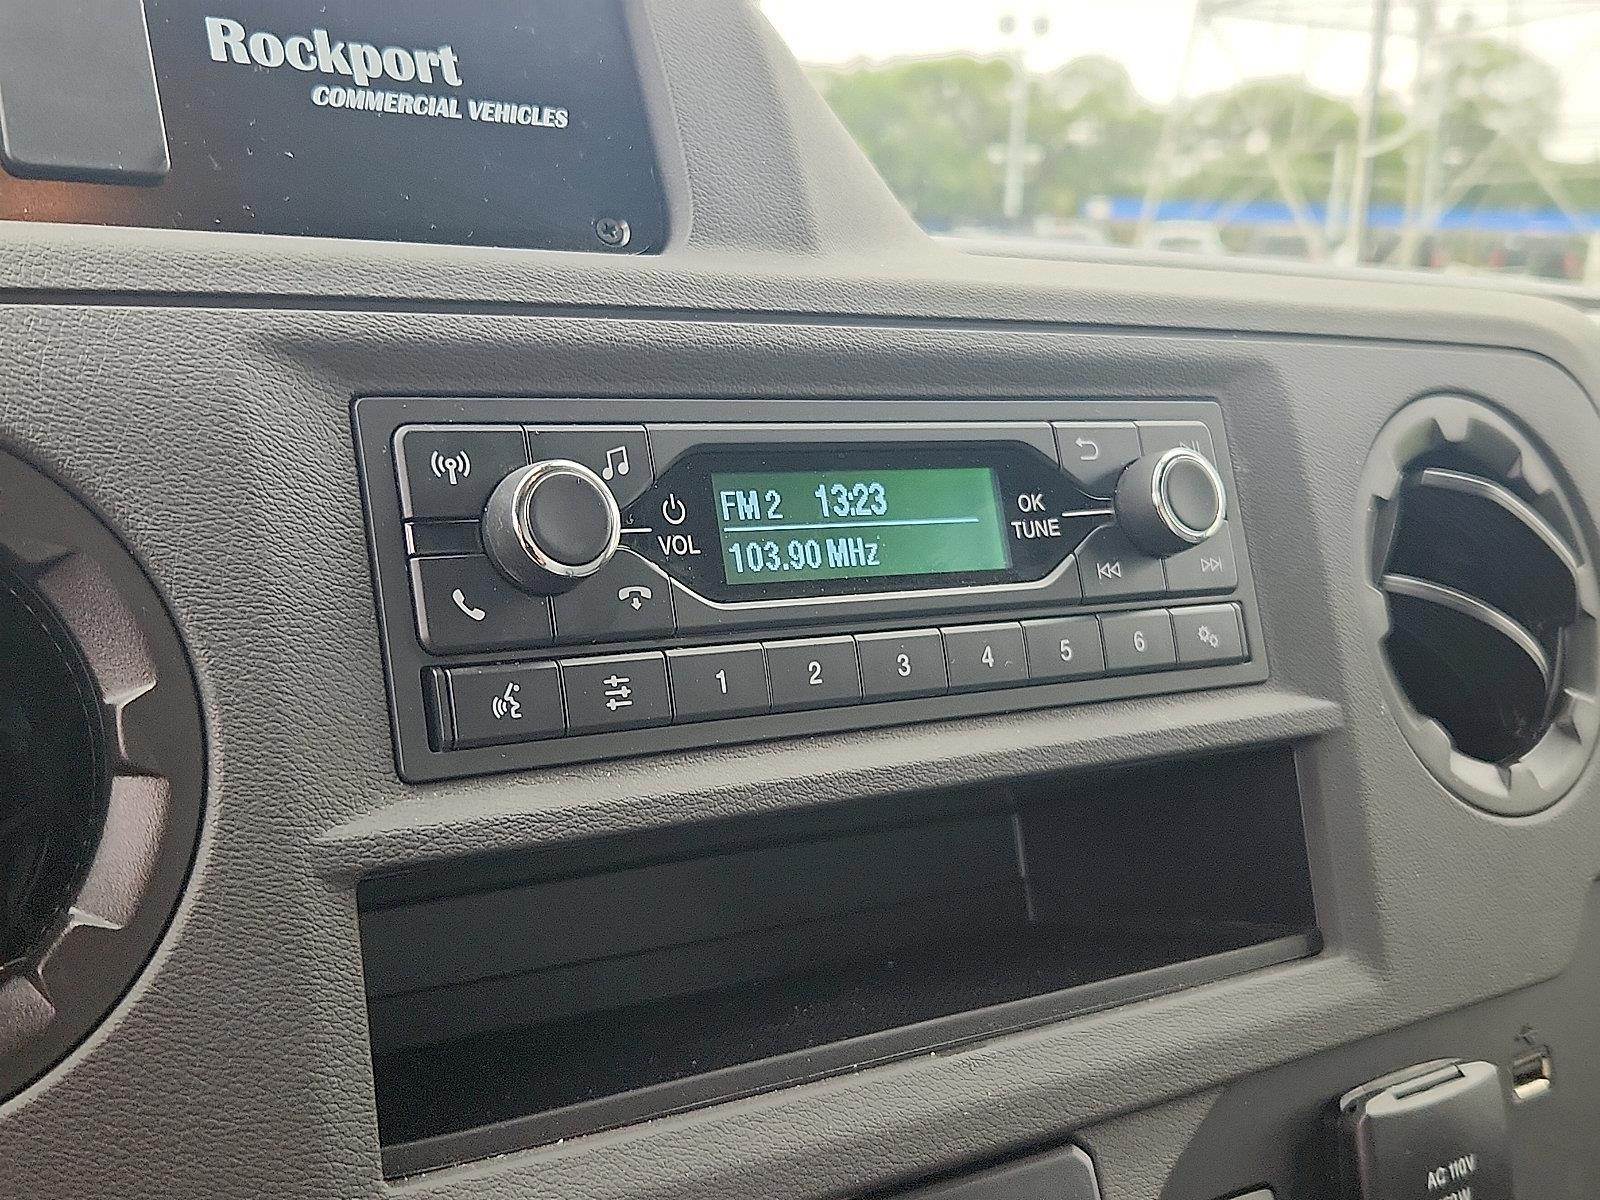 Rockport
COMMERCIAL VEHICLES
FM 2 13:23
103.90 MHz
VOL
OK
TUNE
1 2 3 4 5 6
AC 110V